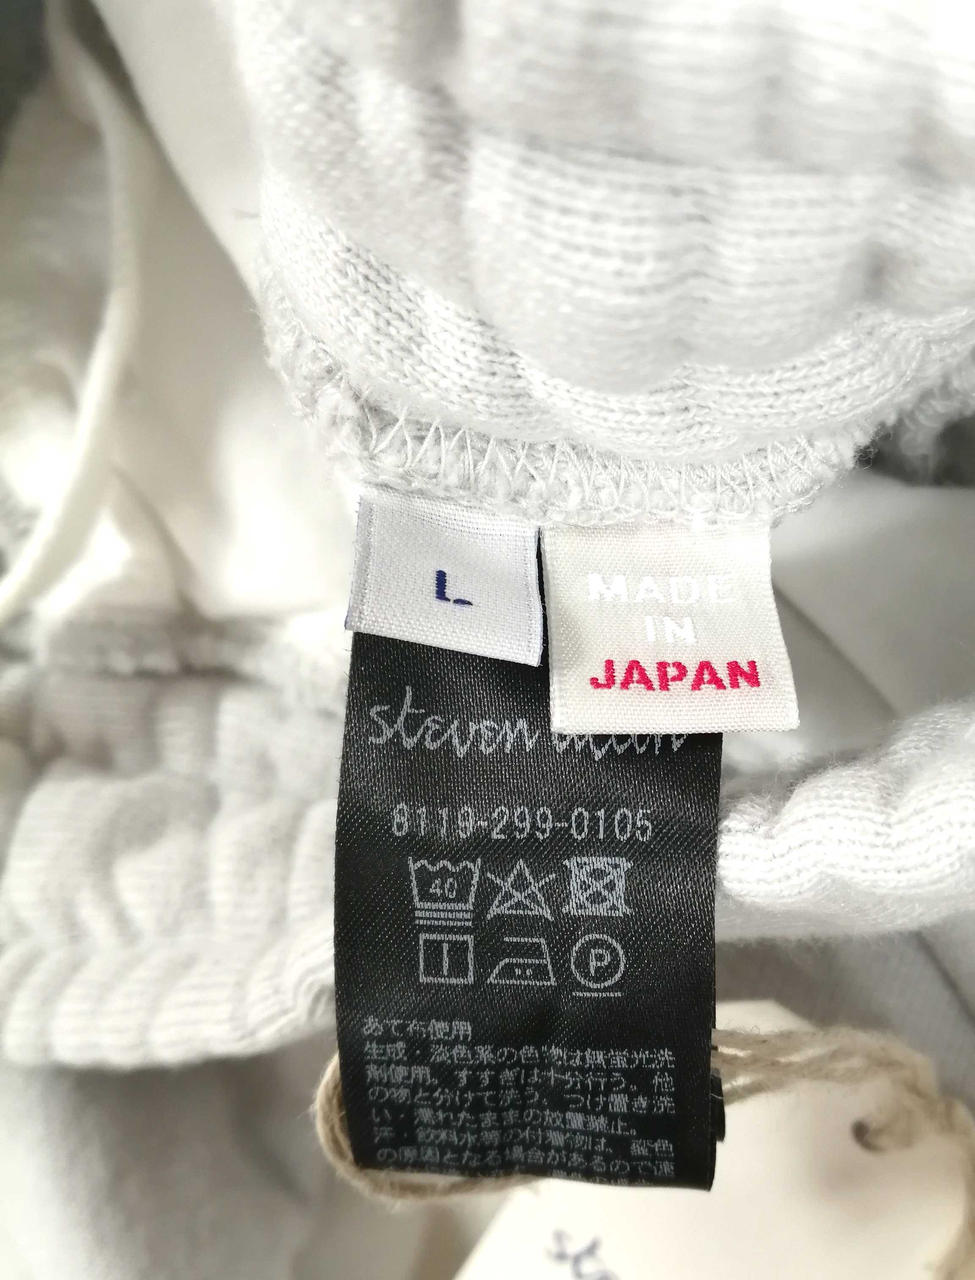 L
MADE
IN
JAPAN
steven alan
8119-299-0105
40
P
あて布使用
生成・淡色系の色物は無蛍光洗
剤使用。すすぎは十分行う。他
の物と分けて洗う。つけ置き洗
い・濡れたままの放置禁止。
汗・飲料水等の付着物は、変色
の原因となる場合があるので速
ste